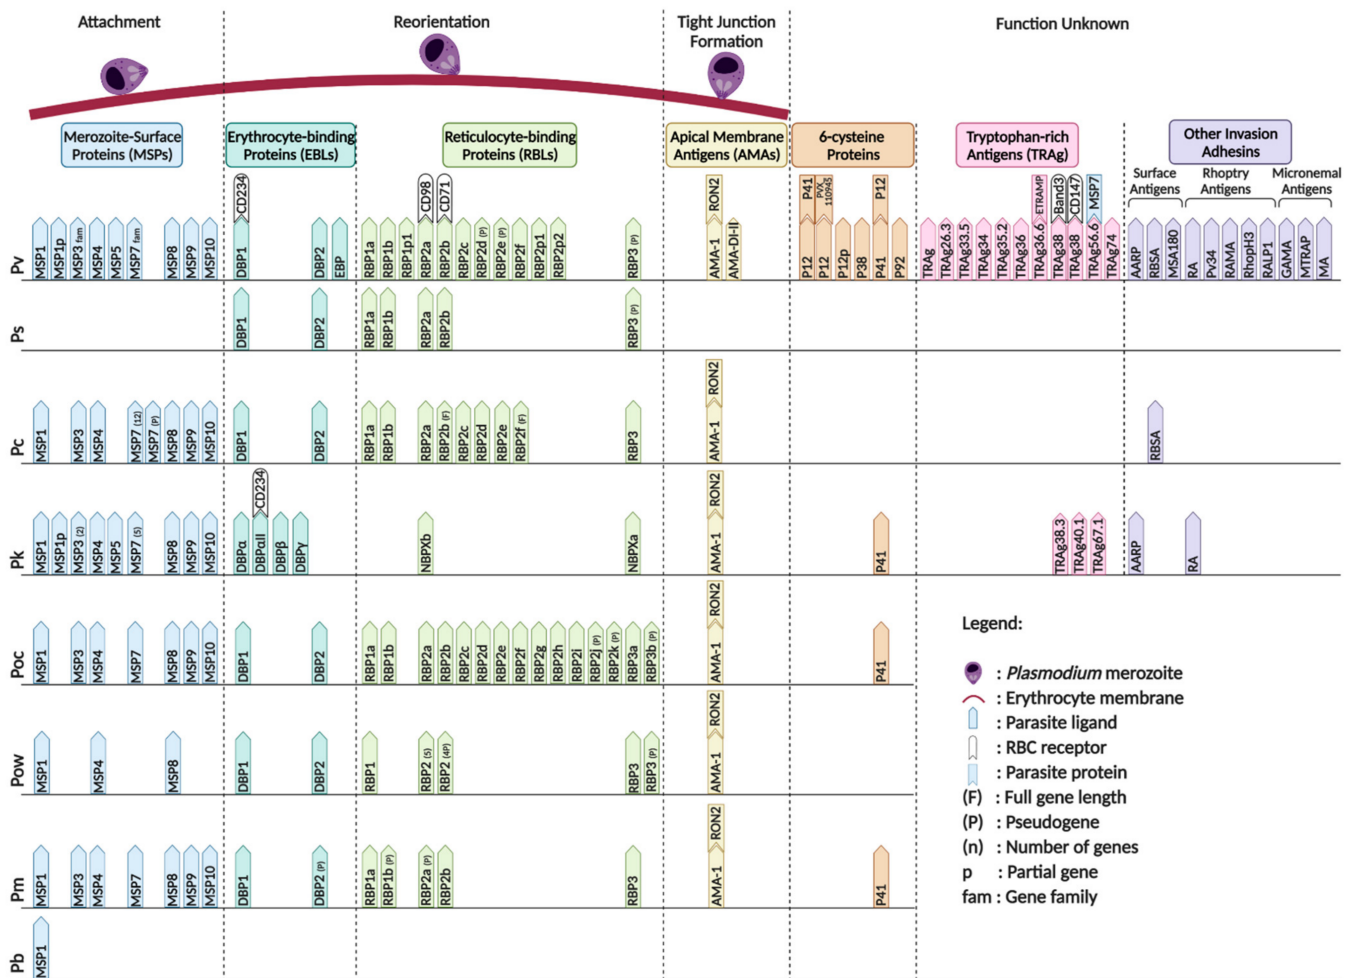 Attachment
Reorientation
Tight Junction
Formation
Function Unknown
Merozoite-Surface
Proteins (MSPs)
Erythrocyte-binding
Proteins (EBLs)
Reticulocyte-binding
Proteins (RBLs)
Apical Membrane
Antigens (AMAs)
6-cysteine
Proteins
Tryptophan-rich
Antigens (TRAg)
Other Invasion
Adhesins
Surface
Antigens
Rhoptry
Antigens
Micronemal
Antigens
CD234
CD98
CD71
RON2
P41
PVX_
110945
P12
ETRAMP
Band3
CD147
MSP7
Pv
MSP1
MSP1p
MSP3 fam
MSP4
MSP5
MSP7 fam
MSP8
MSP9
MSP10
DBP1
DBP2
EBP
RBP1a
RBP1b
RBP1p1
RBP2a
RBP2b
RBP2c
RBP2d (P)
RBP2e (P)
RBP2f
RBP2p1
RBP2p2
RBP3 (P)
AMA-1
AMA-DI-II
P12
P12
P12p
P38
P41
P92
TRAg
TRAg26.3
TRAg33.5
TRAg34
TRAg35.2
TRAg36
TRAg36.6
TRAg38
TRAg38
TRAg56.6
TRAg74
AARP
RBSA
MSA180
RA
Pv34
RAMA
RhopH3
RALP1
GAMA
MTRAP
MA
Ps
DBP1
DBP2
RBP1a
RBP1b
RBP2a
RBP2b
RBP3 (P)
Pc
MSP1
MSP3
MSP4
MSP7 (12)
MSP7 (P)
MSP8
MSP9
MSP10
DBP1
DBP2
RBP1a
RBP1b
RBP2a
RBP2b (F)
RBP2c
RBP2d
RBP2e
RBP2f (F)
RBP3
AMA-1
RON2
RBSA
Pk
MSP1
MSP1p
MSP3 (2)
MSP4
MSP5
MSP7 (5)
MSP8
MSP9
MSP10
DBPα
DBPαII
CD234
DBPβ
DBPγ
NBPXb
NBPXa
AMA-1
RON2
P41
TRAg38.3
TRAg40.1
TRAg67.1
AARP
RA
Poc
MSP1
MSP3
MSP4
MSP7
MSP8
MSP9
MSP10
DBP1
DBP2
RBP1a
RBP1b
RBP2a
RBP2b
RBP2c
RBP2d
RBP2e
RBP2f
RBP2g
RBP2h
RBP2i
RBP2j (P)
RBP2k (P)
RBP3a
RBP3b (P)
AMA-1
RON2
P41
Pow
MSP1
MSP4
MSP8
DBP1
DBP2
RBP1
RBP2 (5)
RBP2 (4P)
RBP3
RBP3 (P)
AMA-1
RON2
Pm
MSP1
MSP3
MSP4
MSP7
MSP8
MSP9
MSP10
DBP1
DBP2 (P)
RBP1a
RBP1b (P)
RBP2a (P)
RBP2b
RBP3
AMA-1
RON2
P41
Pb
MSP1
Legend:
: Plasmodium merozoite
: Erythrocyte membrane
: Parasite ligand
: RBC receptor
: Parasite protein
(F) : Full gene length
(P) : Pseudogene
(n) : Number of genes
p : Partial gene
fam : Gene family